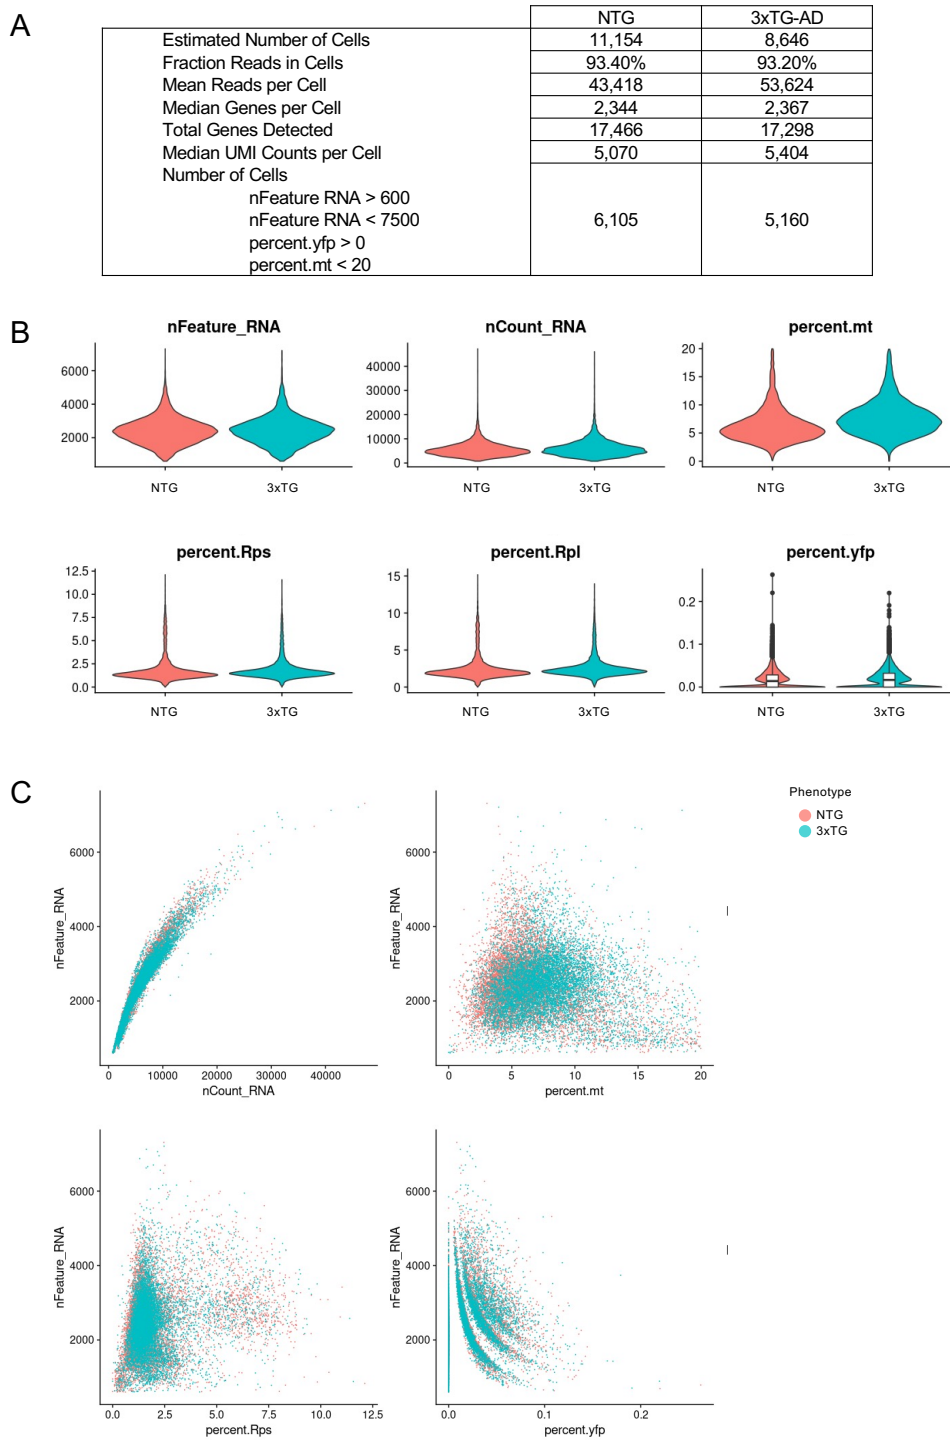 A
NTG 3xTG-AD
Estimated Number of Cells 11,154 8,646
Fraction Reads in Cells 93.40% 93.20%
Mean Reads per Cell 43,418 53,624
Median Genes per Cell 2,344 2,367
Total Genes Detected 17,466 17,298
Median UMI Counts per Cell 5,070 5,404
Number of Cells
nFeature RNA > 600
nFeature RNA < 7500 6,105 5,160
percent.yfp > 0
percent.mt < 20
B
nFeature_RNA nCount_RNA percent.mt
6000
4000
2000
NTG 3xTG
40000
30000
20000
10000
0
NTG 3xTG
20
15
10
5
0
NTG 3xTG
percent.Rps percent.Rpl percent.yfp
12.5
10.0
7.5
5.0
2.5
0.0
NTG 3xTG
15
10
5
0
NTG 3xTG
0.2
0.1
0.0
NTG 3xTG
C
Phenotype
NTG
3xTG
nFeature_RNA
6000
4000
2000
0 10000 20000 30000 40000
nCount_RNA
nFeature_RNA
6000
4000
2000
0 5 10 15 20
percent.mt
nFeature_RNA
6000
4000
2000
0.0 2.5 5.0 7.5 10.0 12.5
percent.Rps
nFeature_RNA
6000
4000
2000
0.0 0.1 0.2
percent.yfp